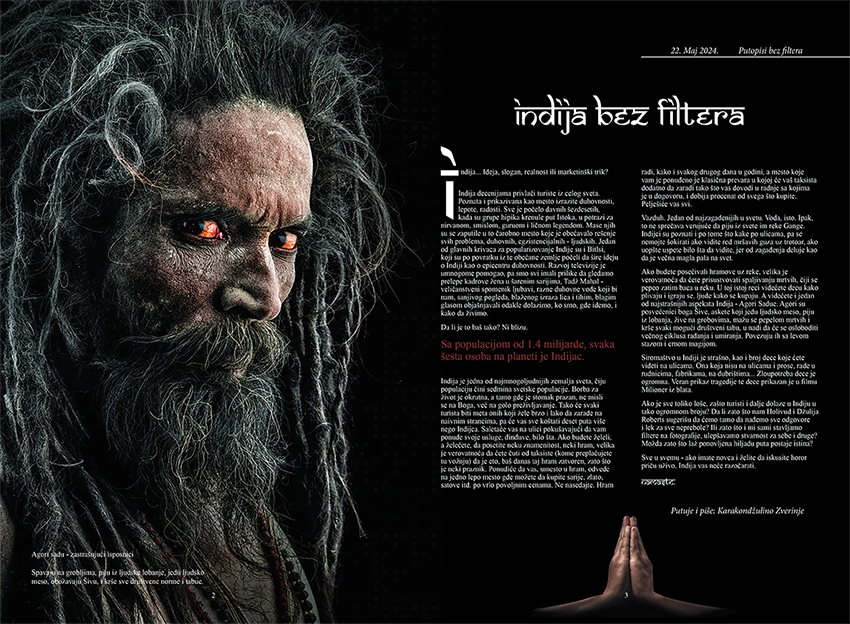 Agori sadu - zastrašujući isposnici
Spavaju na grobljima, piju iz ljudske lobanje, jedu ljudsko
meso, obožavaju Šivu, i krše sve društvene norme i tabue.
2
22. Maj 2024. Putopisi bez filtera
indija bez filtera
Indija... Ideja, slogan, realnost ili marketinški trik?
Indija decenijama privlači turiste iz celog sveta.
Poznata i prikazivana kao mesto izrazite duhovnosti,
lepote, radosti. Sve je počelo davnih šezdesetih,
kada su grupe hipika krenule put Istoka, u potrazi za
nirvanom, smislom, guruom i ličnom legendom. Mase njih
su se zaputile u to čarobno mesto koje je obećavalo rešenje
svih problema, duhovnih, egzistencijalnih - ljudskih. Jedan
od glavnih krivaca za popularizovanje Indije su i Bitlsi,
koji su po povratku iz te obećane zemlje počeli da šire ideju
o Indiji kao o epicentru duhovnosti. Razvoj televizije je
umnogome pomogao, pa smo svi imali prilike da gledamo
prelepe kadrove žena u šarenim sarijima, Tadž Mahal -
veličanstveni spomenik ljubavi, razne duhovne vođe koji bi
nam, sanjivog pogleda, blaženog izraza lica i tihim, blagim
glasom objašnjavali odakle dolazimo, ko smo, gde idemo, i
kako da živimo.
Da li je to baš tako? Ni blizu.
Sa populacijom od 1.4 milijarde, svaka
šesta osoba na planeti je Indijac.
Indija je jedna od najmnogoljudnijih zemalja sveta, čiju
populaciju čini sedmina svetske populacije. Borba za
život je okrutna, a tamo gde je stomak prazan, ne misli
se na Boga, već na golo preživljavanje. Tako će svaki
turista biti meta onih koji žele brzo i lako da zarade na
naivnim strancima, pa će vas sve koštati deset puta više
nego Indijca. Saletaće vas na ulici pokušavajući da vam
ponude svoje usluge, đinđuve, bilo šta. Ako budete želeli,
a želećete, da posetite neku znamenitost, neki hram, velika
je verovatnoća da ćete čuti od taksiste (kome preplaćujete
tu vožnju) da je eto, baš danas taj hram zatvoren, zato što
je neki praznik. Ponudiće da vas, umesto u hram, odvede
na jedno lepo mesto gde možete da kupite sarije, zlato,
satove itd. po vrlo povoljnim cenama. Ne nasedajte. Hram
radi, kako i svakog drugog dana u godini, a mesto koje
vam je ponuđeno je klasična prevara u kojoj će vaš taksista
dodatno da zaradi tako što vas dovodi u radnje sa kojima
je u dogovoru, i dobija procenat od svega što kupite.
Pelješiće vas svi.
Vazduh. Jedan od najzagađenijih u svetu. Voda, isto. Ipak,
to ne sprečava verujuće da piju iz svete im reke Gange.
Indijci su poznati i po tome što kake po ulicama, pa se
nemojte šokirati ako vidite red mršavih guza uz trotoar, ako
uopšte uspete bilo šta da vidite, jer od zagađenja deluje kao
da je večna magla pala na svet.
Ako budete posećivali hramove uz reke, velika je
verovatnoća da ćete prisustvovati spaljivanju mrtvih, čiji se
pepeo zatim baca u reku. U toj istoj reci videćete decu kako
plivaju i igraju se, ljude kako se kupaju. A videćete i jedan
od najstrašnijih aspekata Indije - Agori Sadue. Agori su
posvećenici boga Šive, askete koji jedu ljudsko meso, piju
iz lobanja, žive na grobovima, mažu se pepelom mrtvih i
krše svaki mogući društveni tabu, u nadi da će se osloboditi
večnog ciklusa rađanja i umiranja. Povezuju ih sa levom
stazom i crnom magijom.
Siromaštvo u Indiji je strašno, kao i broj dece koje ćete
viđeti na ulicama. Ona koja nisu na ulicama i prose, rade u
rudnicima, fabrikama, na đubrištima... Zloupotreba dece je
ogromna. Veran prikaz tragedije te dece prikazan je u filmu
Milioner iz blata.
Ako je sve toliko loše, zašto turisti i dalje dolaze u Indiju u
tako ogromnom broju? Da li zato što nam Holivud i Džulija
Roberts sugerišu da ćemo tamo da nađemo sve odgovore
i lek za sve neprebole? Ili zato što i mi sami stavljamo
filtere na fotografije, ulepšavamo stvarnost za sebe i druge?
Možda zato što laž ponovljena hiljadu puta postaje istina?
Sve u svemu - ako imate novca i želite da iskusite horor
priču uživo, Indija vas neće razočarati.
namaste.
Putuje i piše: Karakondžulino Zverinje
3